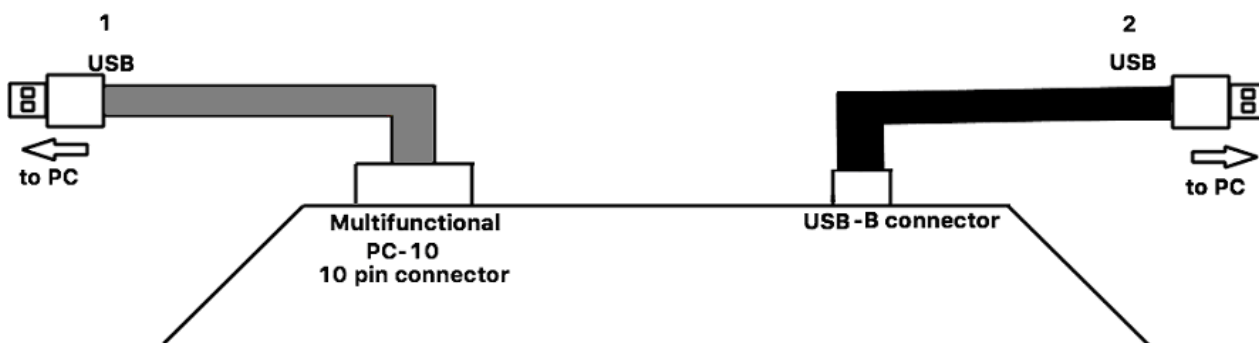 1
USB
to PC
Multifunctional
PC-10
10 pin connector
2
USB
to PC
USB-B connector